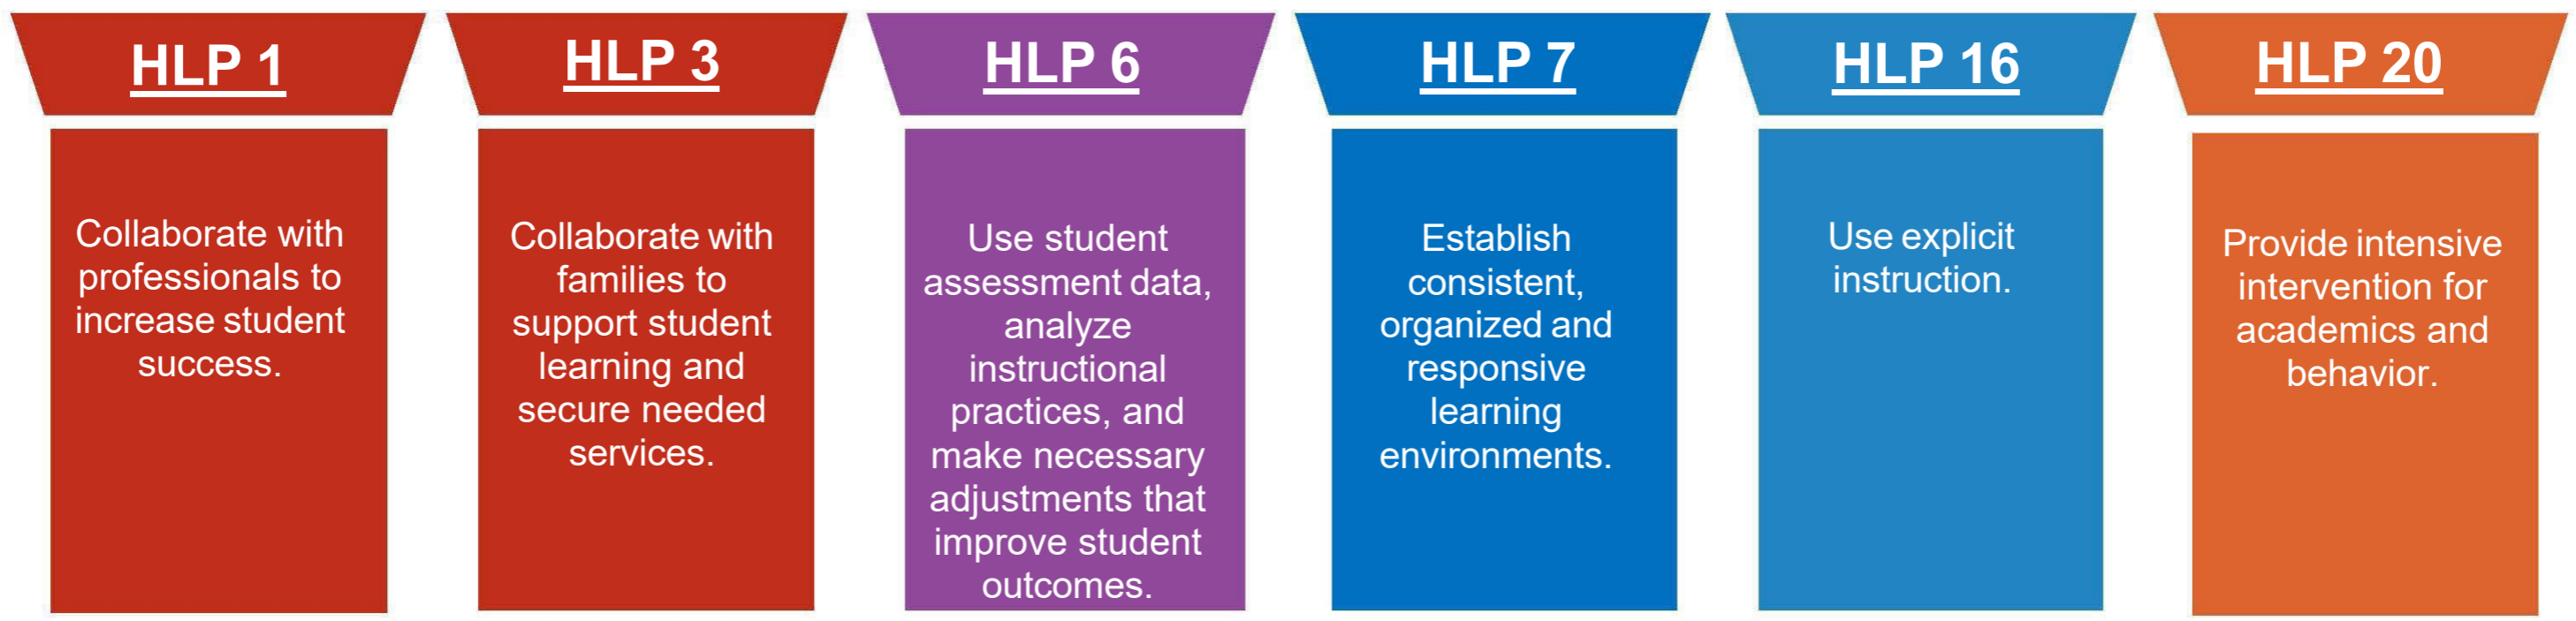 HLP 1
Collaborate with
professionals to
increase student
success.
HLP 3
Collaborate with
families to
support student
learning and
secure needed
services.
HLP 6
Use student
assessment data,
analyze
instructional
practices, and
make necessary
adjustments that
improve student
outcomes.
HLP 7
Establish
consistent,
organized and
responsive
learning
environments.
HLP 16
Use explicit
instruction.
HLP 20
Provide intensive
intervention for
academics and
behavior.